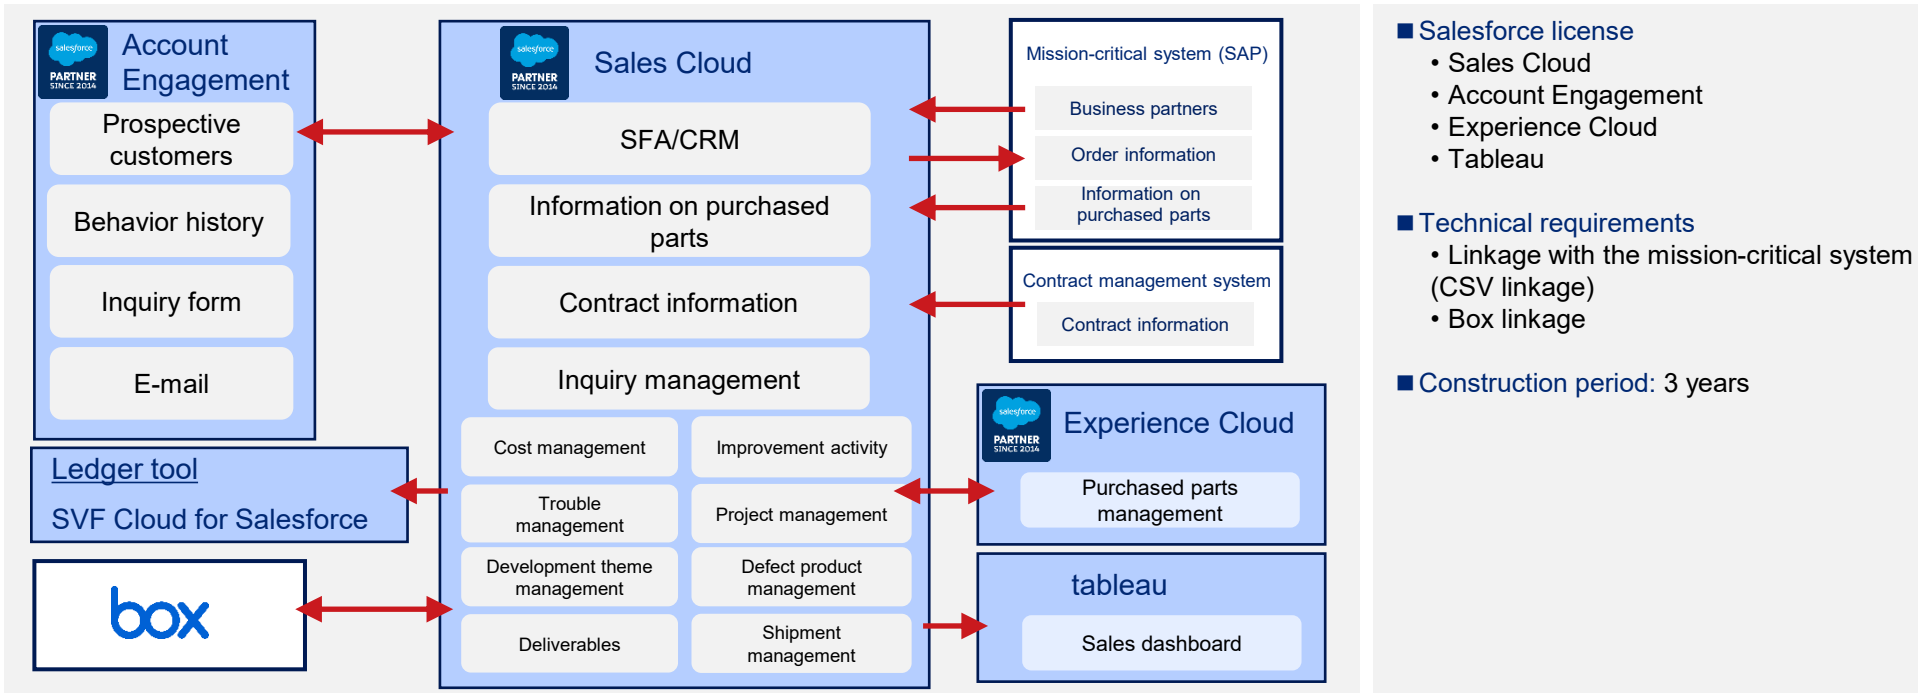 salesforce
PARTNER
SINCE 2014
Account
Engagement
Prospective
customers
Behavior history
Inquiry form
E-mail
Ledger tool
SVF Cloud for Salesforce
box
salesforce
PARTNER
SINCE 2014
Sales Cloud
SFA/CRM
Information on purchased
parts
Contract information
Inquiry management
Cost management
Improvement activity
Trouble
management
Project management
Development theme
management
Defect product
management
Deliverables
Shipment
management
Mission-critical system (SAP)
Business partners
Order information
Information on
purchased parts
Contract management system
Contract information
salesforce
PARTNER
SINCE 2014
Experience Cloud
Purchased parts
management
tableau
Sales dashboard
■ Salesforce license
• Sales Cloud
• Account Engagement
• Experience Cloud
• Tableau
■ Technical requirements
• Linkage with the mission-critical system
(CSV linkage)
• Box linkage
■ Construction period: 3 years